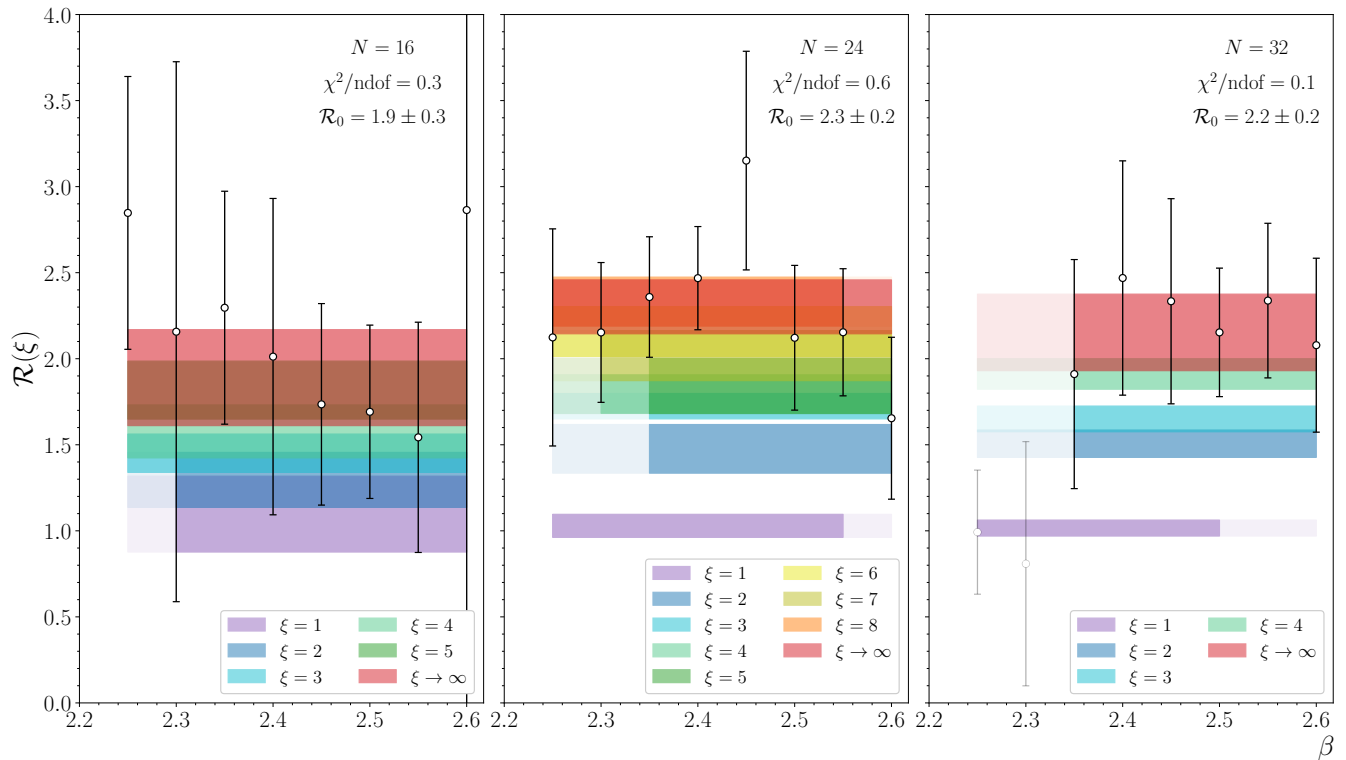 4.0
3.5
3.0
2.5
2.0
1.5
1.0
0.5
0.0
ℛ(ξ)
N = 16
χ²/ndof = 0.3
ℛ₀ = 1.9 ± 0.3
ξ = 1
ξ = 2
ξ = 3
ξ = 4
ξ = 5
ξ → ∞
2.2 2.3 2.4 2.5 2.6
N = 24
χ²/ndof = 0.6
ℛ₀ = 2.3 ± 0.2
ξ = 1
ξ = 2
ξ = 3
ξ = 4
ξ = 5
ξ = 6
ξ = 7
ξ = 8
ξ → ∞
2.2 2.3 2.4 2.5 2.6
N = 32
χ²/ndof = 0.1
ℛ₀ = 2.2 ± 0.2
ξ = 1
ξ = 2
ξ = 3
ξ = 4
ξ → ∞
2.2 2.3 2.4 2.5 2.6
β